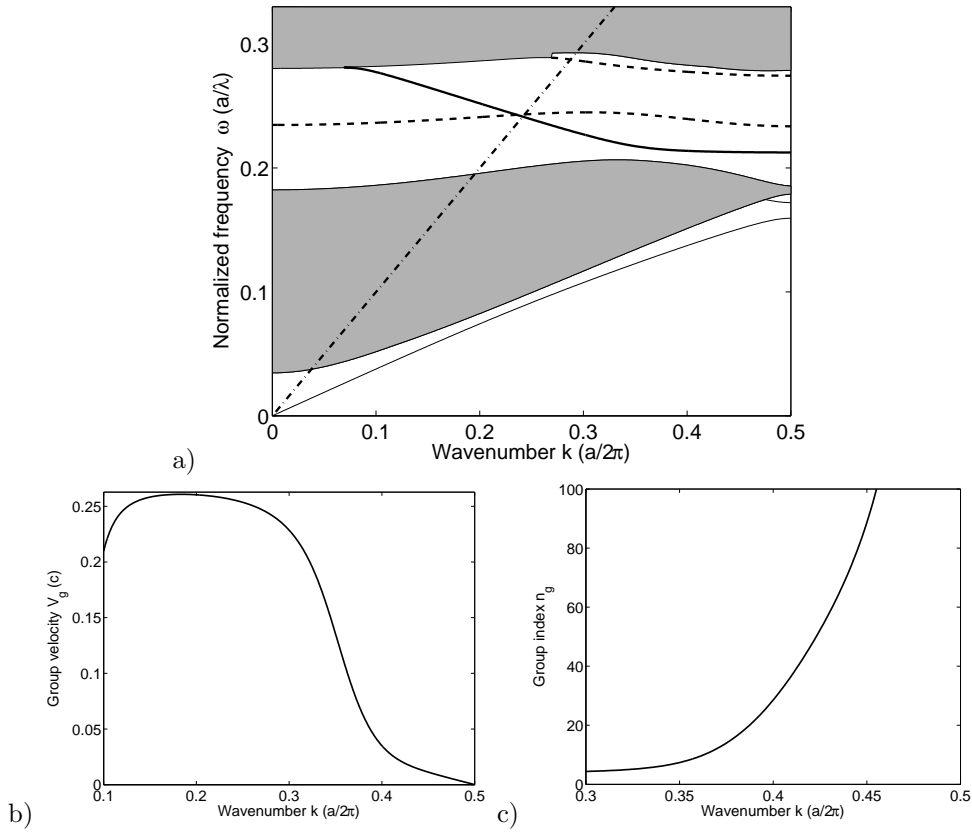 Normalized frequency ω (a/λ)
0.3
0.2
0.1
0
0 0.1 0.2 0.3 0.4 0.5
Wavenumber k (a/2π)
a)
Group velocity V_g (c)
0.25
0.2
0.15
0.1
0.05
0
0.1 0.2 0.3 0.4 0.5
Wavenumber k (a/2π)
b)
Group index n_g
100
80
60
40
20
0
0.3 0.35 0.4 0.45 0.5
Wavenumber k (a/2π)
c)